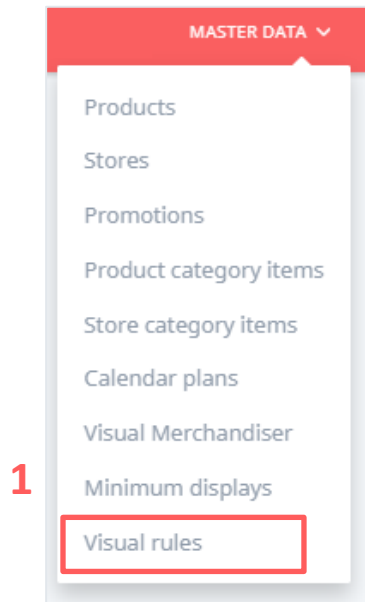 MASTER DATA
Products
Stores
Promotions
Product category items
Store category items
Calendar plans
Visual Merchandiser
1
Minimum displays
Visual rules